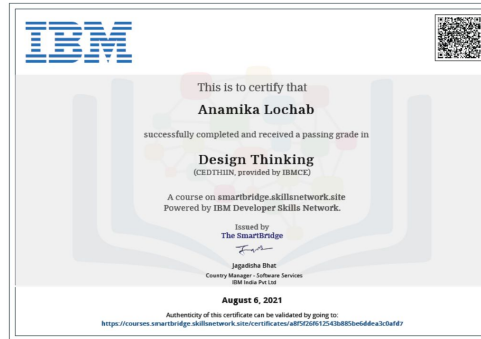 IBM
This is to certify that
Anamika Lochab
successfully completed and received a passing grade in
Design Thinking
(CEDTHIIN, provided by IBMCE)
A course on smartbridge.skillsnetwork.site
Powered by IBM Developer Skills Network.
Issued by
The SmartBridge
Jagadisha Bhat
Country Manager - Software Services
IBM India Pvt Ltd
August 6, 2021
Authenticity of this certificate can be validated by going to:
https://courses.smartbridge.skillsnetwork.site/certificates/a8f5f26f612543b885be6ddea3c0afd7